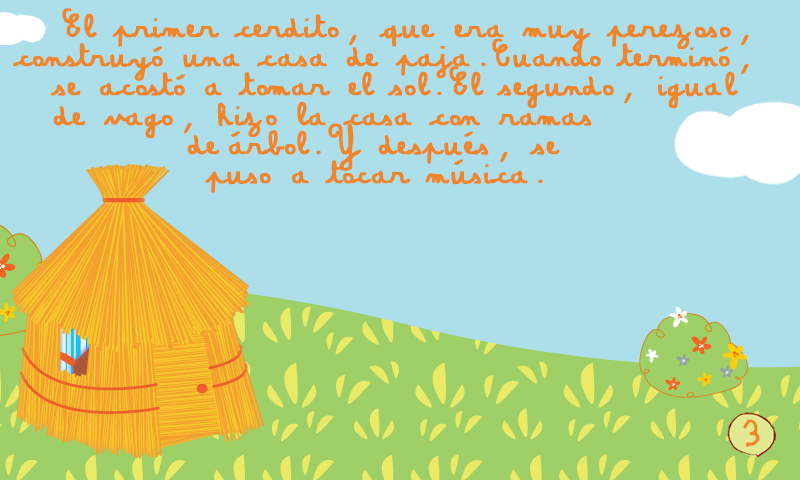 El primer cerdito, que era muy perezoso,
construyó una casa de paja. Cuando terminó,
se acostó a tomar el sol. El segundo, igual
de vago, hizo la casa con ramas
de árbol. Y después, se
puso a tocar música.
3